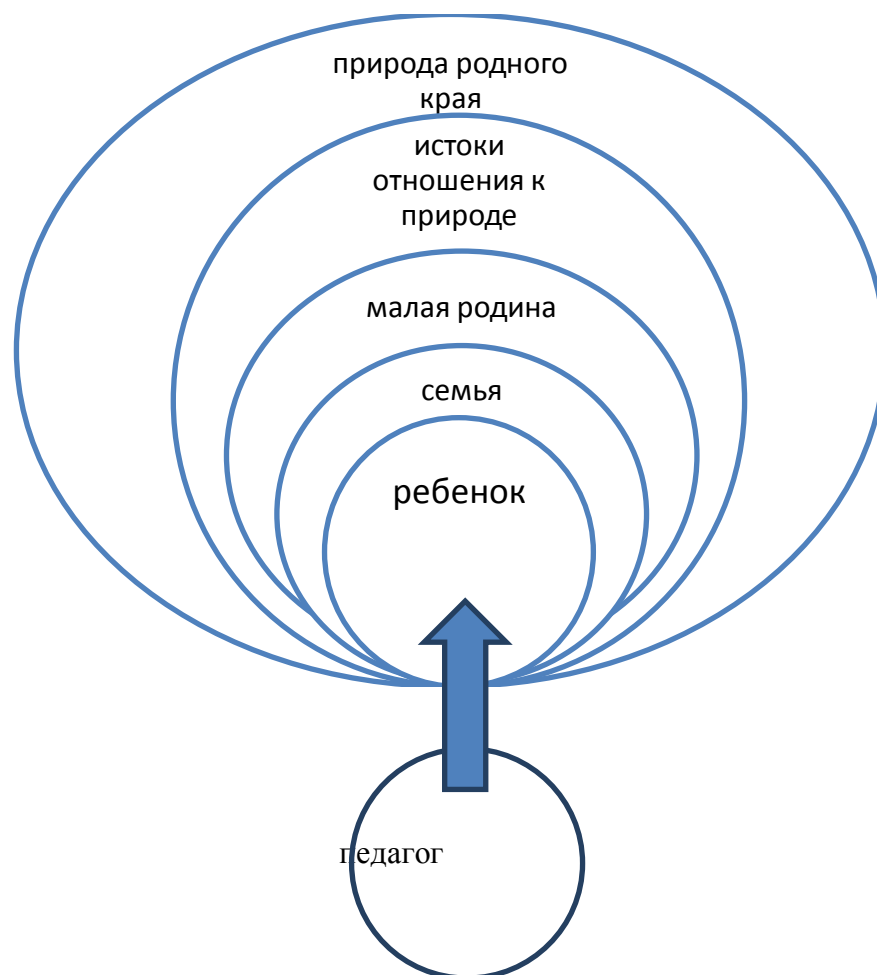 природа родного
края
истоки
отношения к
природе
малая родина
семья
ребенок
педагог